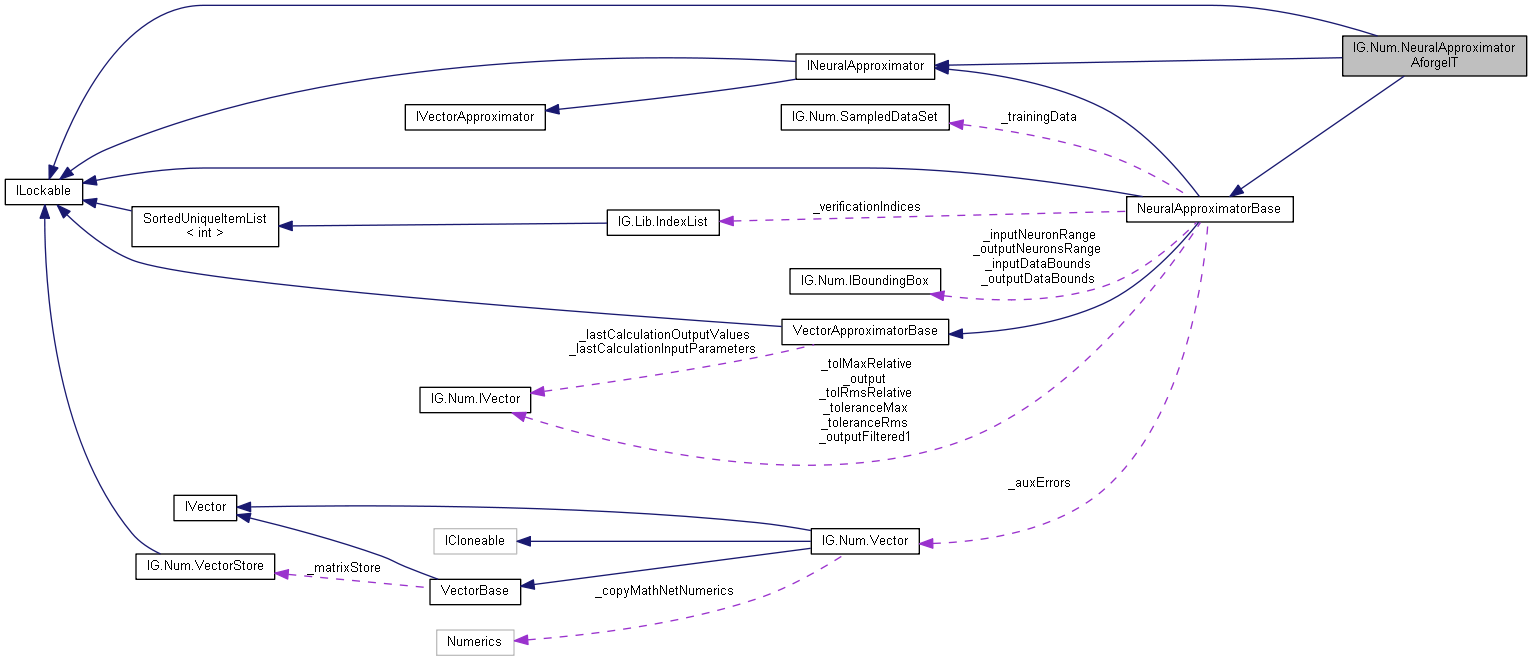 IG.Num.NeuralApproximator
AforgeIT
INeuralApproximator
IVectorApproximator
IG.Num.SampledDataSet
_trainingData
ILockable
SortedUniqueItemList
< int >
IG.Lib.IndexList
_verificationIndices
NeuralApproximatorBase
_inputNeuronRange
_outputNeuronsRange
_inputDataBounds
_outputDataBounds
IG.Num.IBoundingBox
VectorApproximatorBase
_lastCalculationOutputValues
_lastCalculationInputParameters
_tolMaxRelative
_output
_tolRmsRelative
_toleranceMax
_toleranceRms
_outputFiltered1
IG.Num.IVector
_auxErrors
IVector
ICloneable
IG.Num.Vector
IG.Num.VectorStore
_matrixStore
VectorBase
_copyMathNetNumerics
Numerics